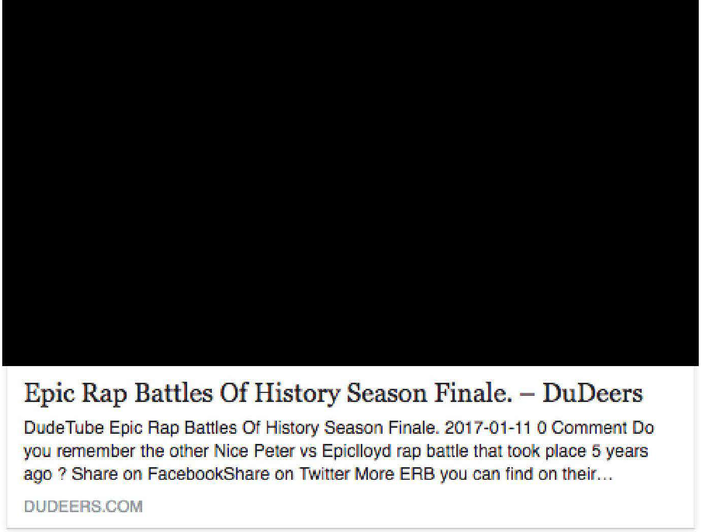 Epic Rap Battles Of History Season Finale. – DuDeers
DudeTube Epic Rap Battles Of History Season Finale. 2017-01-11 0 Comment Do
you remember the other Nice Peter vs Epiclloyd rap battle that took place 5 years
ago ? Share on FacebookShare on Twitter More ERB you can find on their…
DUDEERS.COM